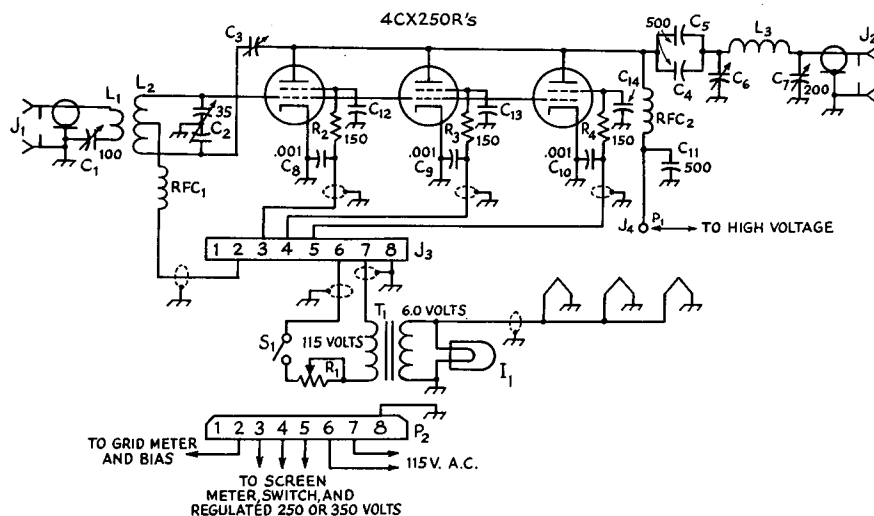 4CX250R's
C3
500
C5
L3
J2
L1
L2
35
C2
C12
C13
C14
C4
C6
C7
200
J1
C1
100
R2
150
R3
150
R4
150
RFC2
RFC1
.001
C8
.001
C9
.001
C10
C11
500
J4
P1
TO HIGH VOLTAGE
1 2 3 4 5 6 7 8
J3
T1
6.0 VOLTS
S1
115 VOLTS
R1
I1
1 2 3 4 5 6 7 8
P2
TO GRID METER
AND BIAS
115 V. A.C.
TO SCREEN
METER, SWITCH, AND
REGULATED 250 OR 350 VOLTS